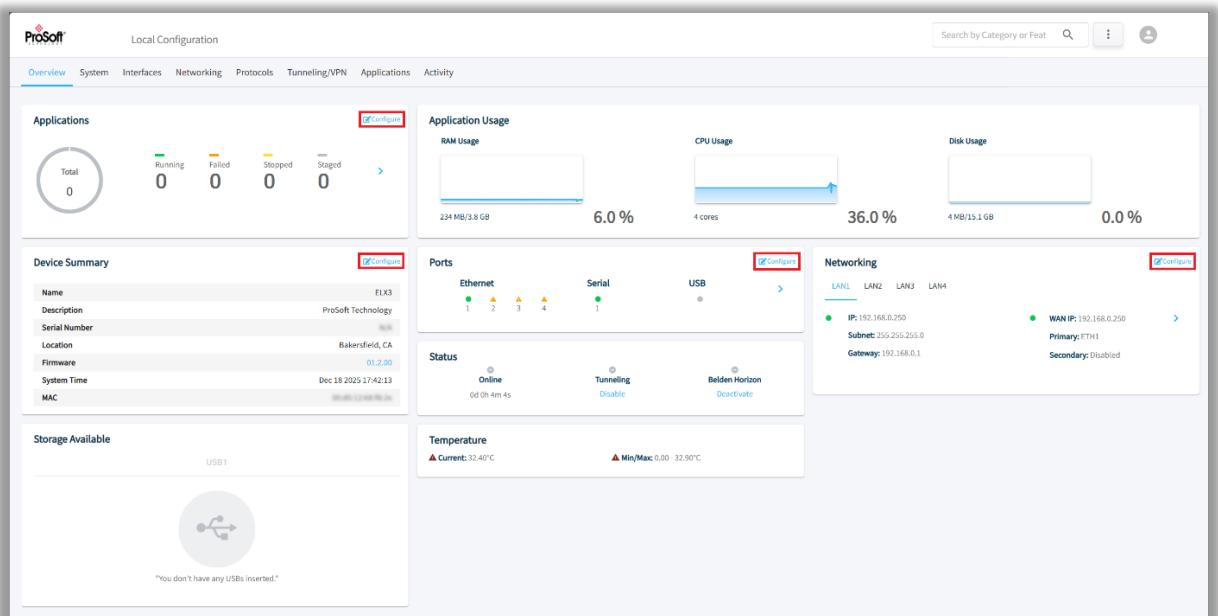 ProSoft
TECHNOLOGY
Local Configuration
Search by Category or Feat
Overview System Interfaces Networking Protocols Tunneling/VPN Applications Activity
Applications
Configure
Total
0
Running
0
Failed
0
Stopped
0
Staged
0
Application Usage
RAM Usage
234 MB/3.8 GB
6.0 %
CPU Usage
4 cores
36.0 %
Disk Usage
4 MB/15.1 GB
0.0 %
Device Summary
Configure
Name ELX3
Description ProSoft Technology
Serial Number
Location Bakersfield, CA
Firmware 01.2.00
System Time Dec 18 2025 17:42:13
MAC
Ports
Configure
Ethernet
1 2 3 4
Serial
1
USB
Networking
Configure
LAN1 LAN2 LAN3 LAN4
IP: 192.168.0.250
Subnet: 255.255.255.0
Gateway: 192.168.0.1
WAN IP: 192.168.0.250
Primary: ETH1
Secondary: Disabled
Status
Online
0d 0h 4m 4s
Tunneling
Disable
Belden Horizon
Deactivate
Storage Available
USB1
"You don't have any USBs inserted."
Temperature
Current: 32.40°C
Min/Max: 0.00 - 32.90°C